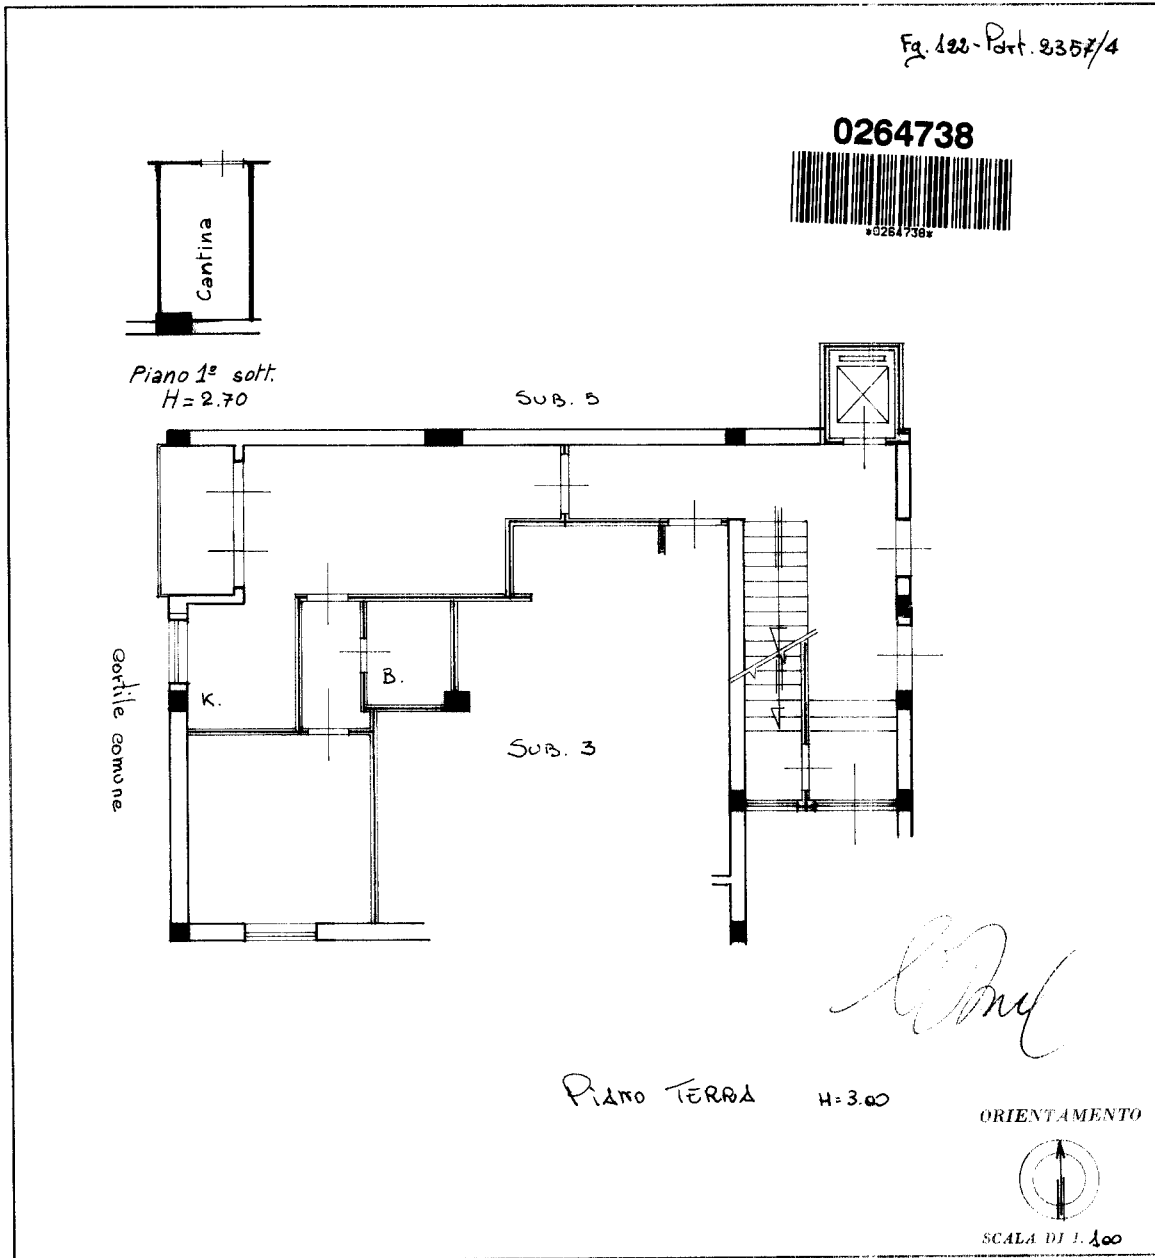 Fg. 122 - Part. 2357/4
0264738
*0264738*
Cantina
Piano 1º sott.
H = 2.70
SUB. 5
cortile comune
K.
B.
SUB. 3
PIANO TERRA H=3.00
ORIENTAMENTO
SCALA DI 1. 100